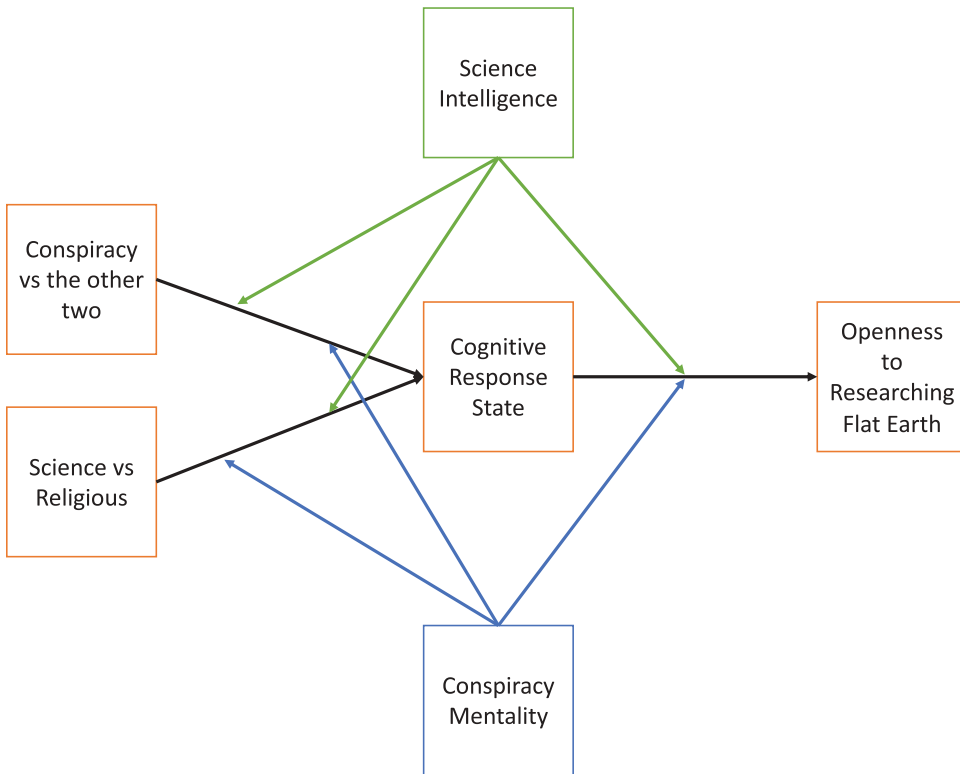 Science
Intelligence
Conspiracy
vs the other
two
Cognitive
Response
State
Openness
to
Researching
Flat Earth
Science vs
Religious
Conspiracy
Mentality